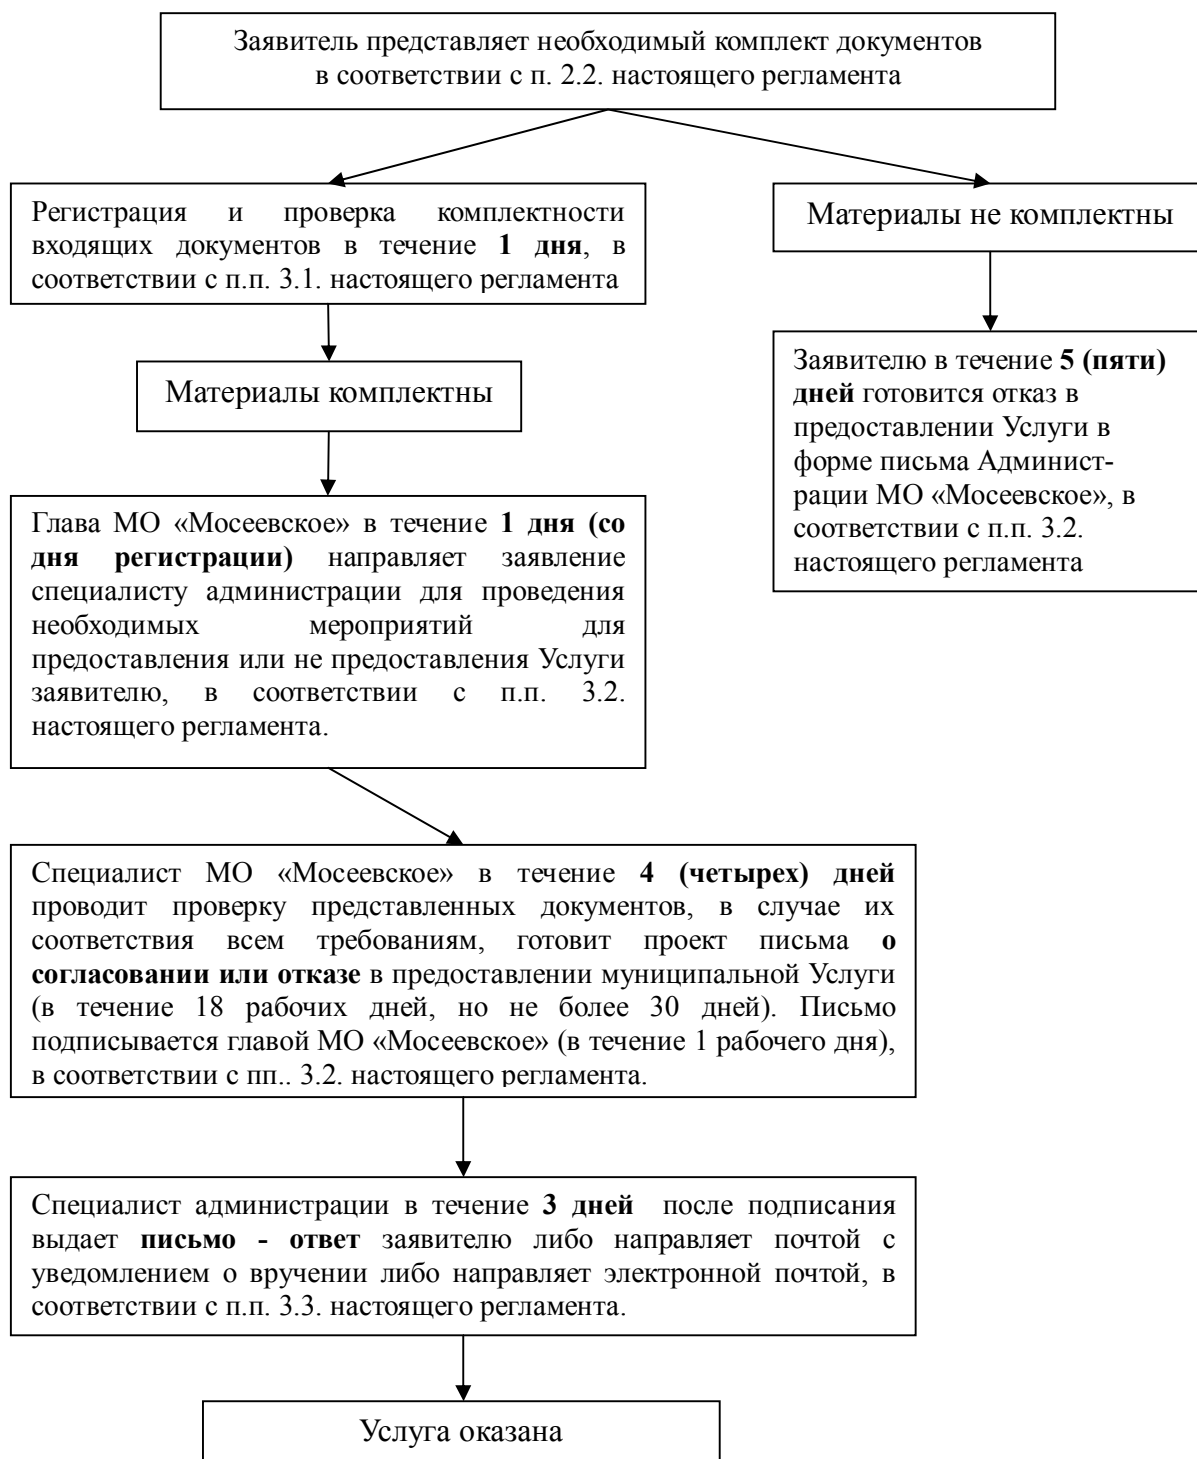 Заявитель представляет необходимый комплект документов
в соответствии с п. 2.2. настоящего регламента
Регистрация и проверка комплектности
входящих документов в течение 1 дня, в
соответствии с п.п. 3.1. настоящего регламента
Материалы не комплектны
Материалы комплектны
Заявителю в течение 5 (пяти)
дней готовится отказ в
предоставлении Услуги в
форме письма Админист-
рации МО «Мосеевское», в
соответствии с п.п. 3.2.
настоящего регламента
Глава МО «Мосеевское» в течение 1 дня (со
дня регистрации) направляет заявление
специалисту администрации для проведения
необходимых мероприятий для
предоставления или не предоставления Услуги
заявителю, в соответствии с п.п. 3.2.
настоящего регламента.
Специалист МО «Мосеевское» в течение 4 (четырех) дней
проводит проверку представленных документов, в случае их
соответствия всем требованиям, готовит проект письма о
согласовании или отказе в предоставлении муниципальной Услуги
(в течение 18 рабочих дней, но не более 30 дней). Письмо
подписывается главой МО «Мосеевское» (в течение 1 рабочего дня),
в соответствии с пп.. 3.2. настоящего регламента.
Специалист администрации в течение 3 дней после подписания
выдает письмо - ответ заявителю либо направляет почтой с
уведомлением о вручении либо направляет электронной почтой, в
соответствии с п.п. 3.3. настоящего регламента.
Услуга оказана